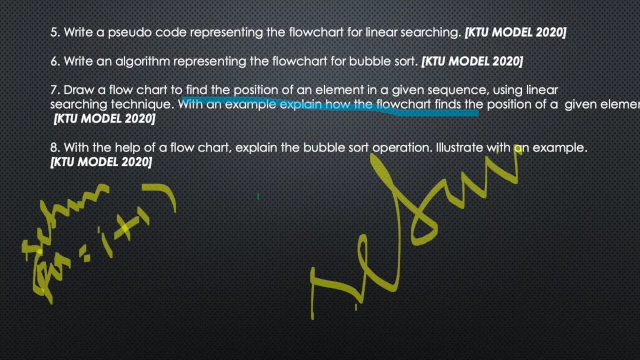 5. Write a pseudo code representing the flowchart for linear searching. [KTU MODEL 2020]
6. Write an algorithm representing the flowchart for bubble sort. [KTU MODEL 2020]
7. Draw a flow chart to find the position of an element in a given sequence, using linear
searching technique. With an example explain how the flowchart finds the position of a given elemen
[KTU MODEL 2020]
8. With the help of a flow chart, explain the bubble sort operation. Illustrate with an example.
[KTU MODEL 2020]
return
return
: i+1